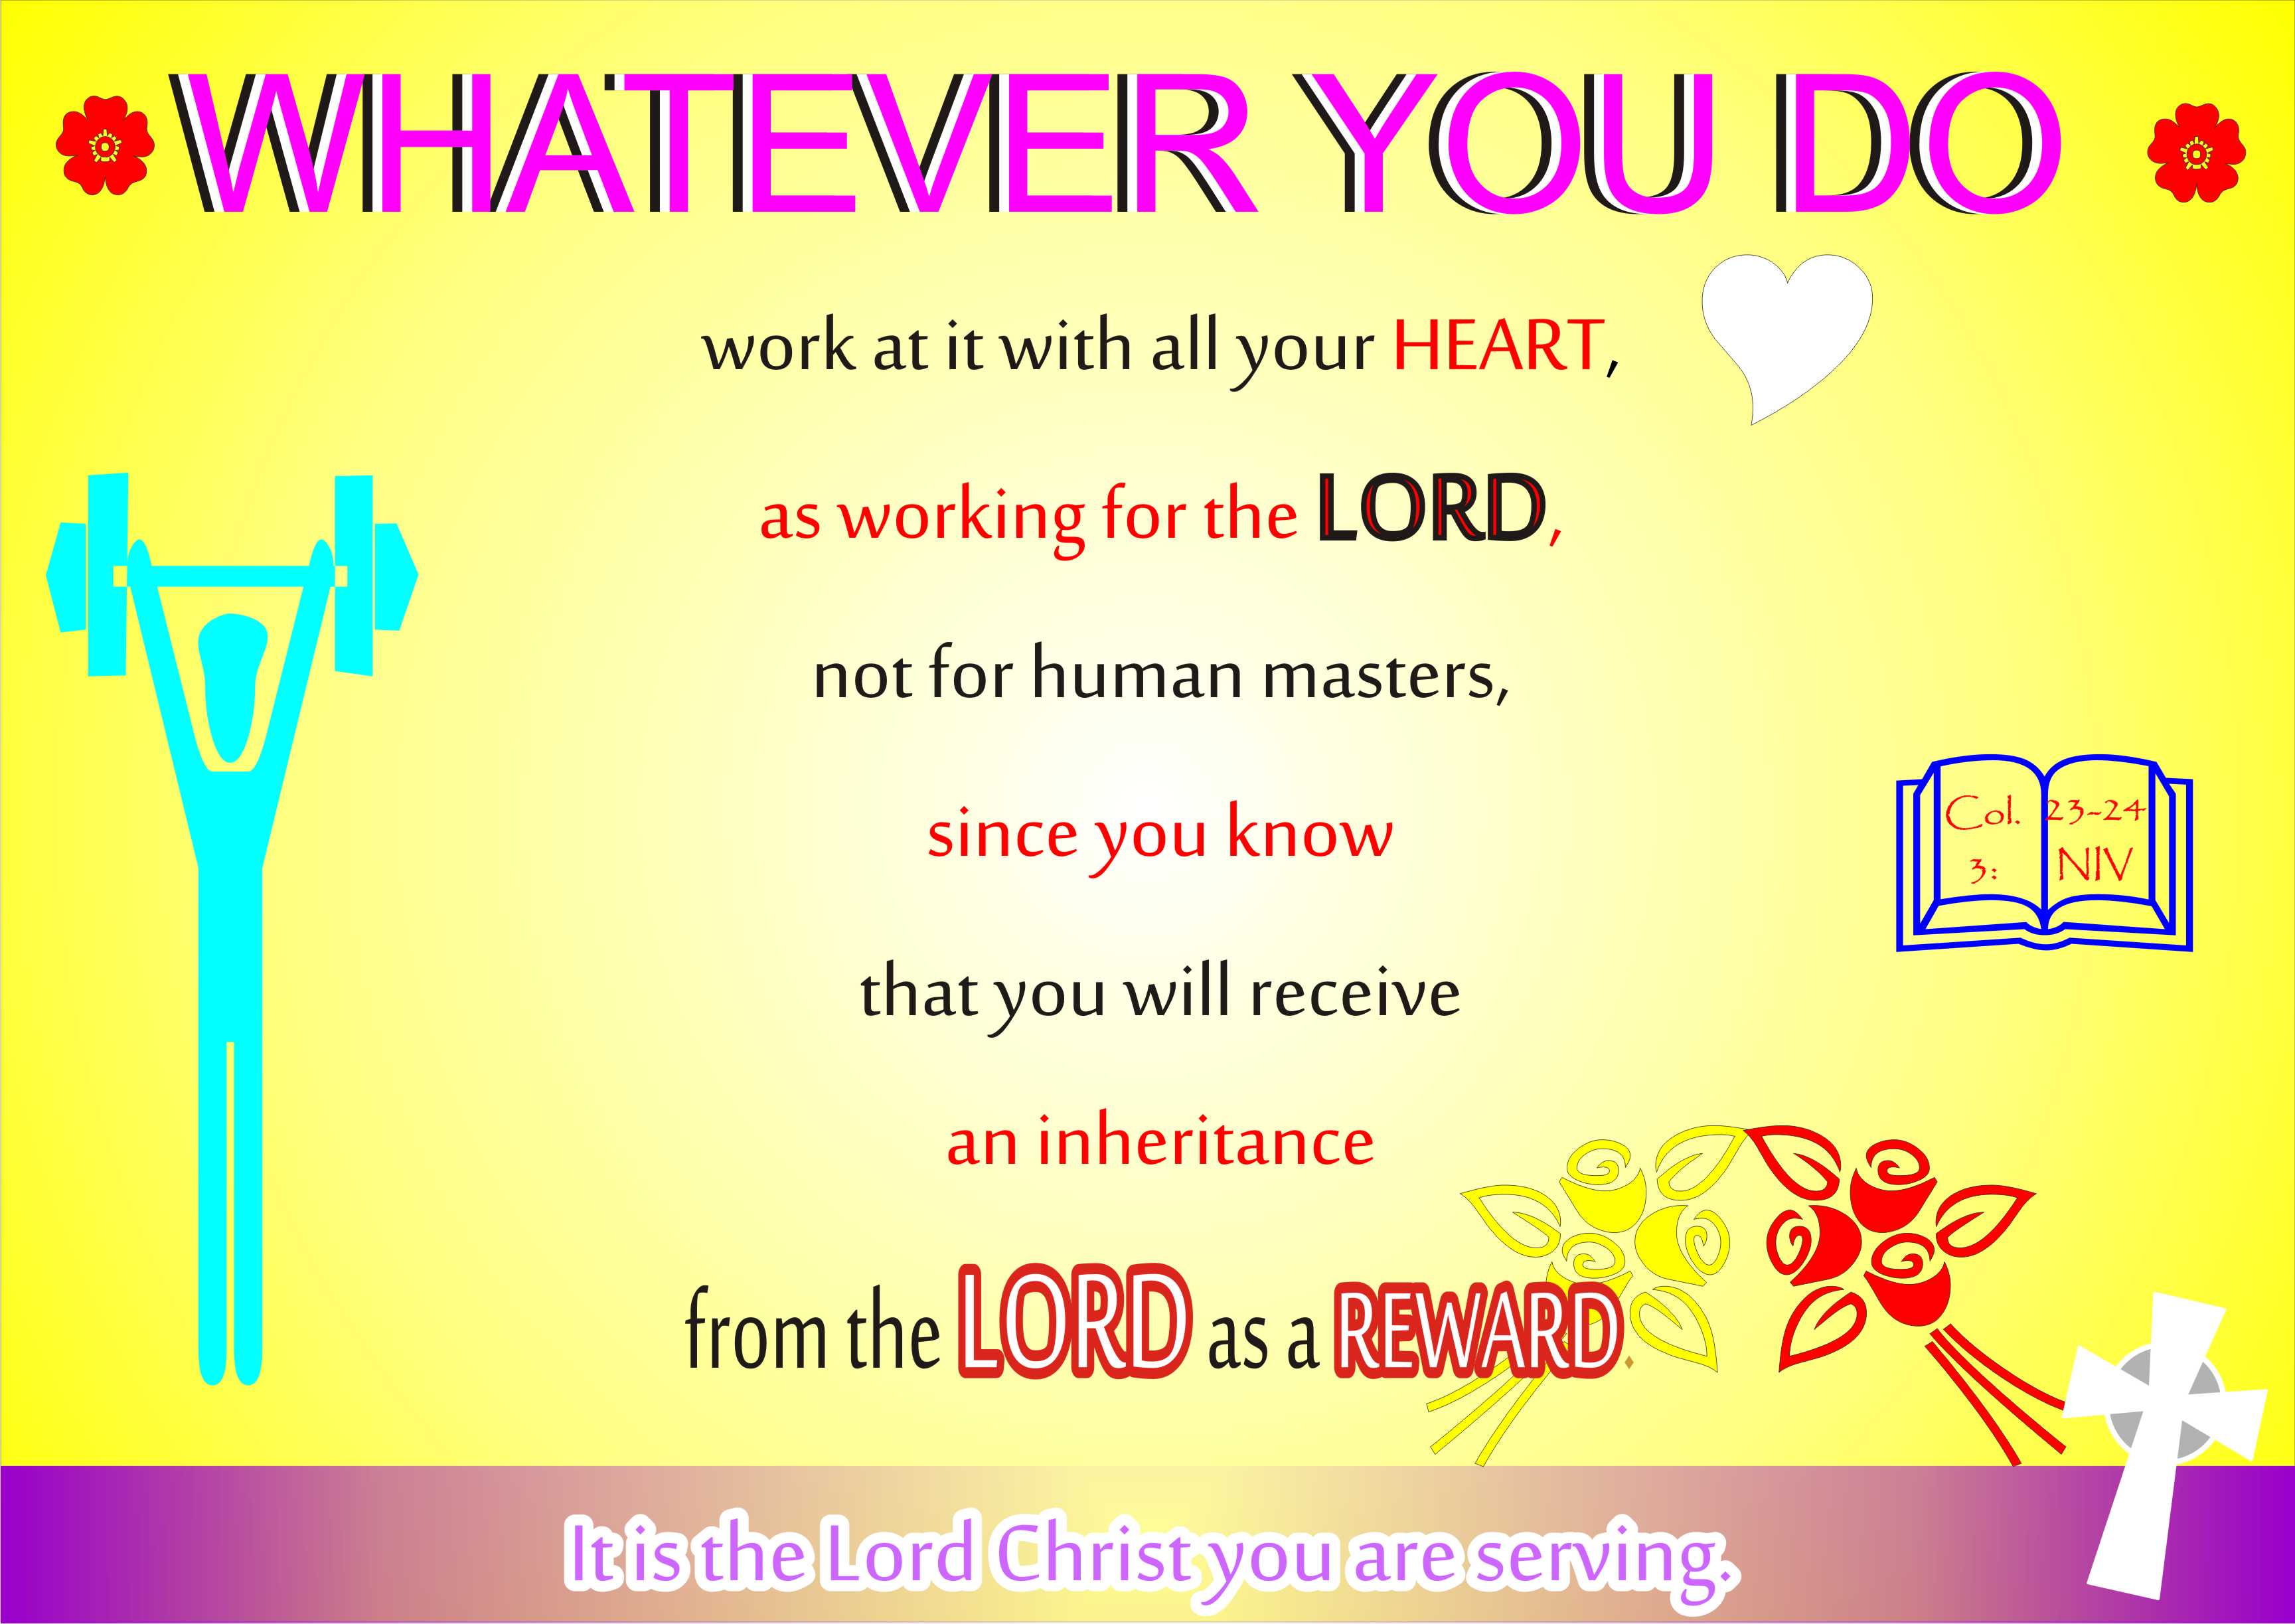 WHATEVER YOU DO
work at it with all your HEART,
as working for the LORD,
not for human masters,
since you know
that you will receive
an inheritance
from the LORD as a REWARD.
Col. 23~24
3: NIV
It is the Lord Christ you are serving.